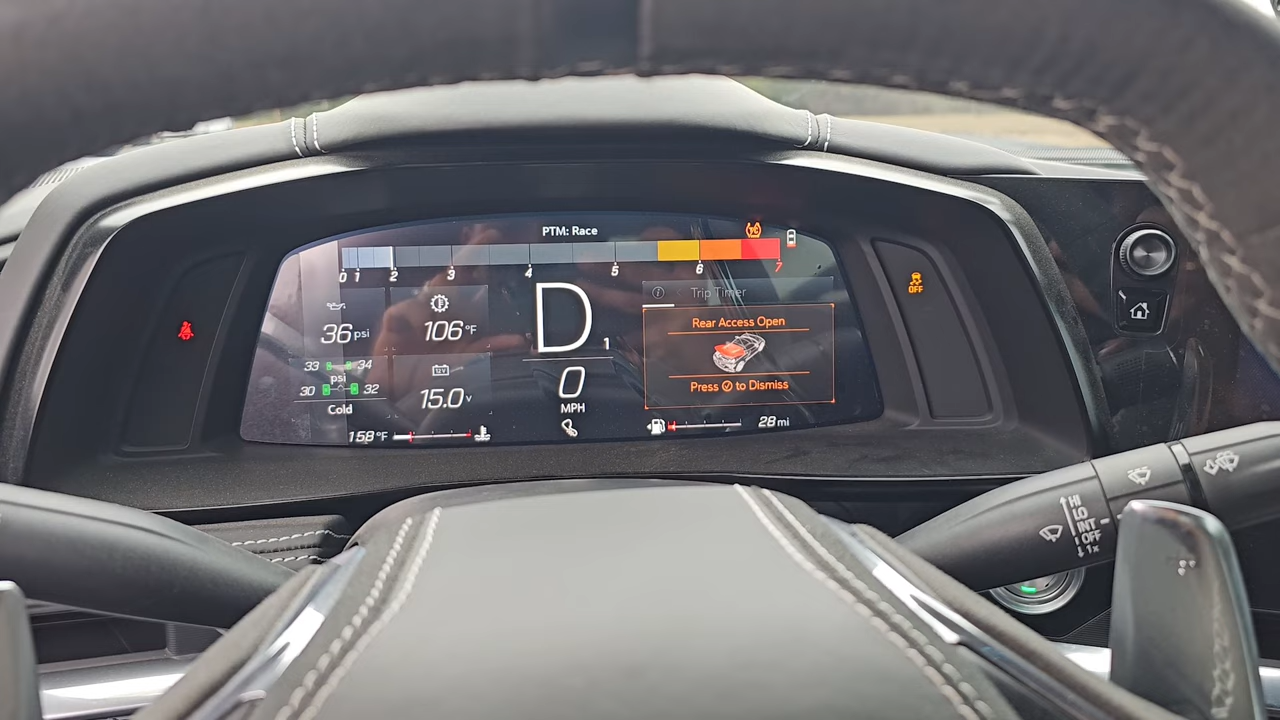 PTM: Race
0 1 2 3 4 5 6 7
36 psi
106 °F
D 1
Trip Timer
Rear Access Open
Press to Dismiss
33 34
psi
30 32
Cold
12V
15.0 V
0
MPH
158 °F
28 mi
OFF
HI
LO
INT
OFF
1x